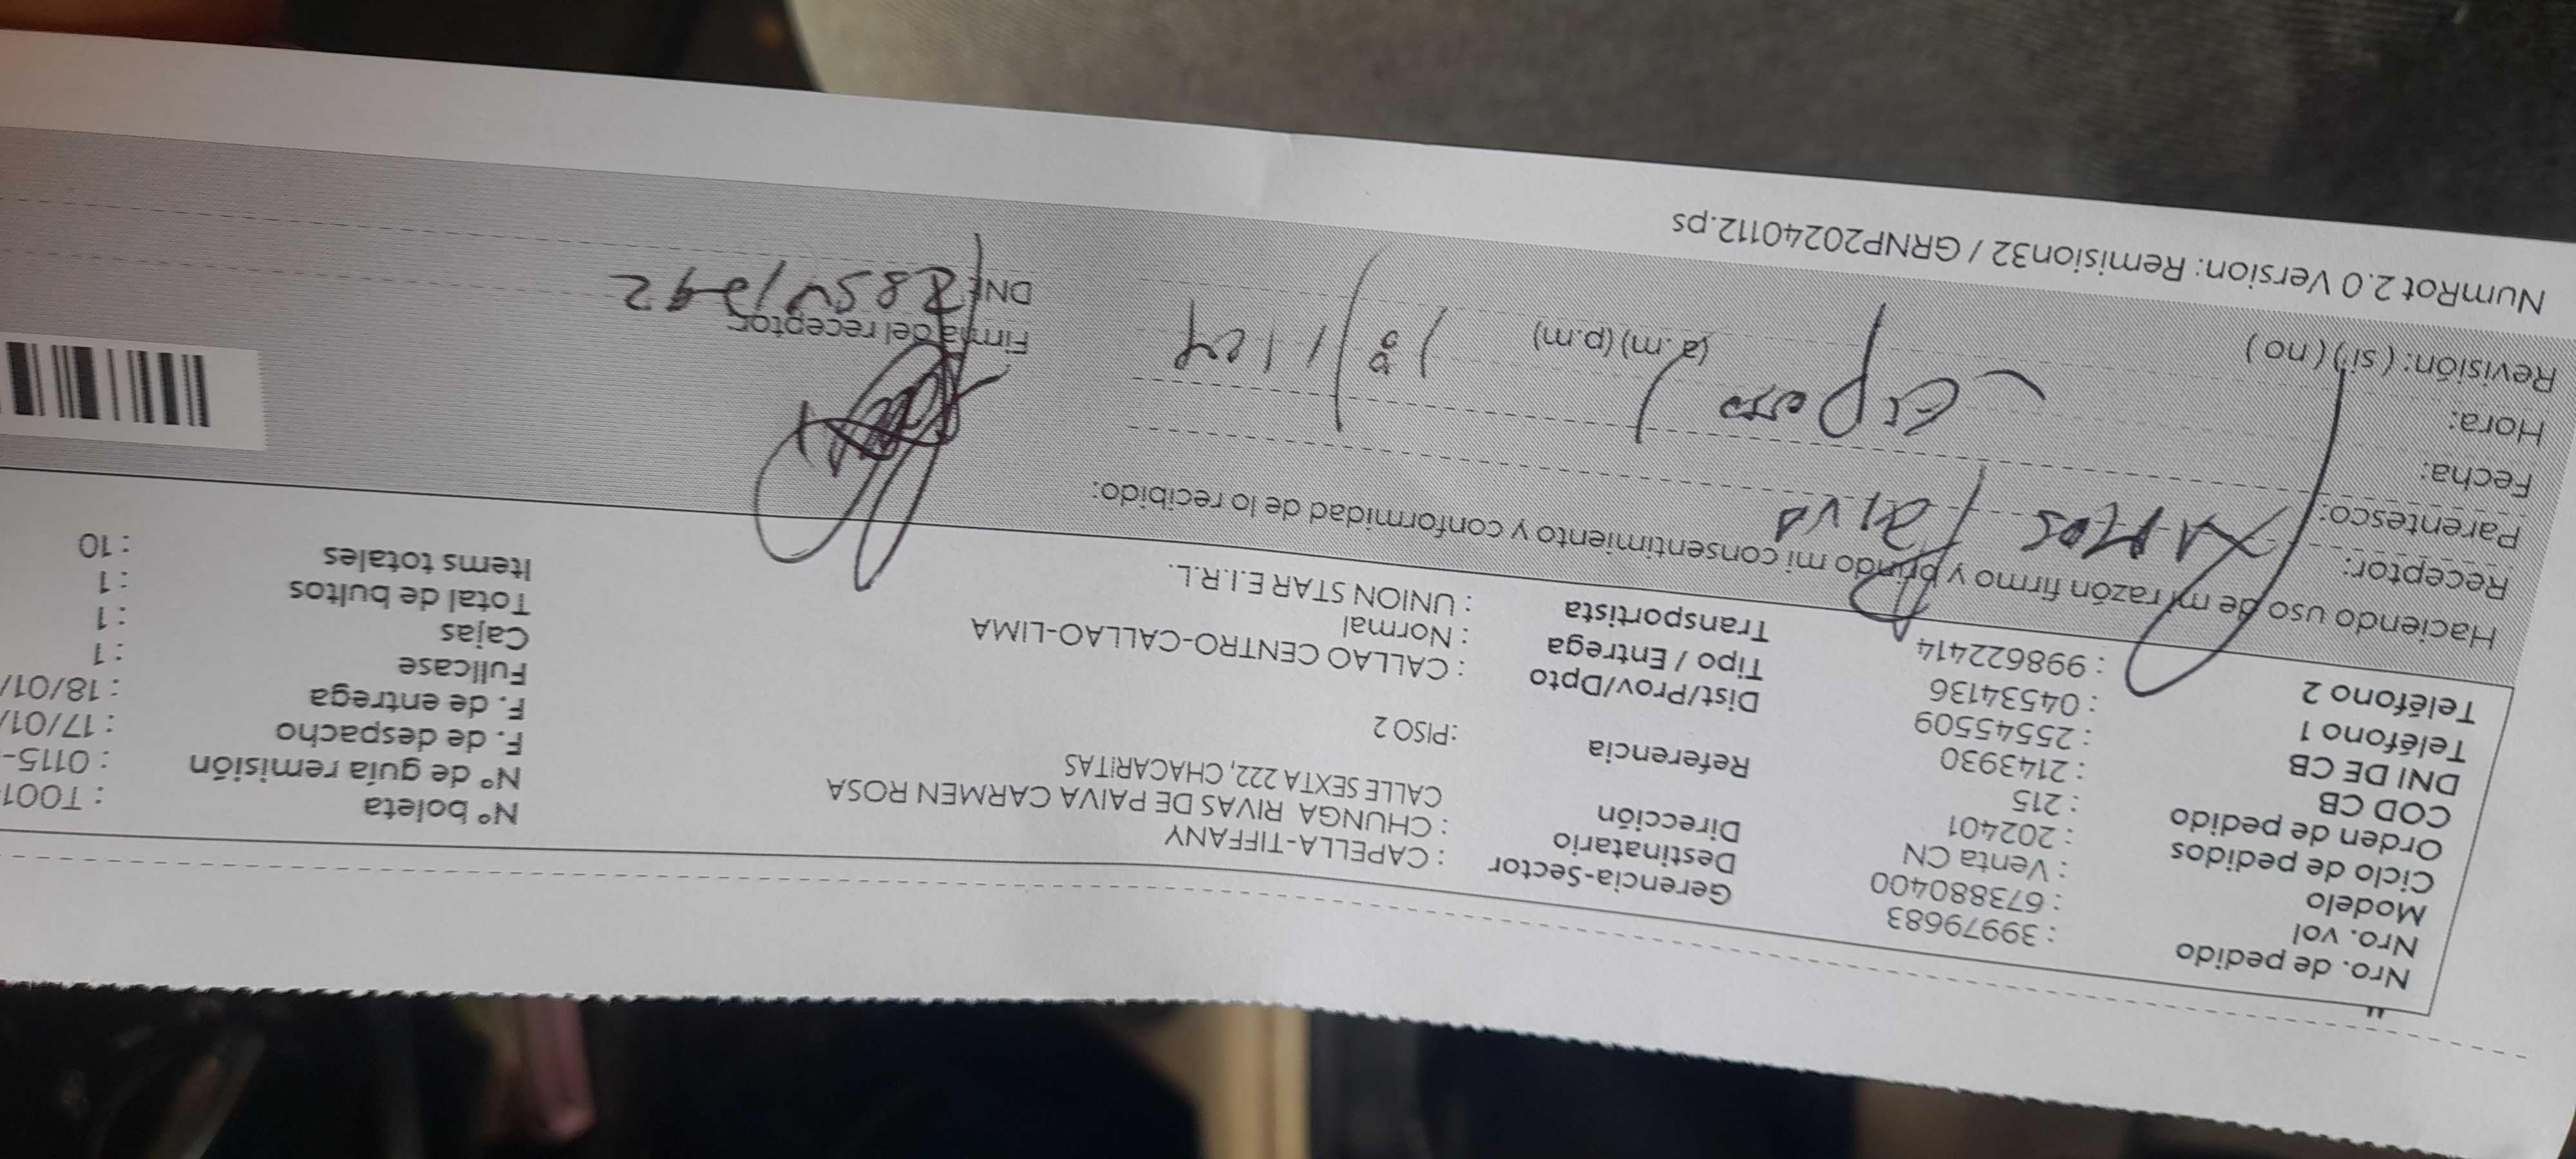 Nro. de pedido : 39979683 Gerencia-Sector : CAPELLA-TIFFANY Nº boleta : T001
Nro. vol : 673880400 Destinatario : CHUNGA RIVAS DE PAIVA CARMEN ROSA Nº de guía remisión : 0115-
Modelo : Venta CN Dirección CALLE SEXTA 222, CHACARITAS F. de despacho : 17/01/
Ciclo de pedidos : 202401 F. de entrega : 18/01/
Orden de pedido : 215 Referencia :PISO 2 Fullcase : 1
COD CB : 2143930 Dist/Prov/Dpto : CALLAO CENTRO-CALLAO-LIMA Cajas : 1
DNI DE CB : 25545509 Tipo / Entrega : Normal Total de bultos : 1
Teléfono 1 : 04534136 Transportista : UNION STAR E.I.R.L. Items totales : 10
Teléfono 2 : 998622414
Haciendo uso de mi razón firmo y brindo mi consentimiento y conformidad de lo recibido:
Receptor: Paiva
Parentesco: Esposo
Fecha: 18/1/24
Hora: (a.m) (p.m) Firma del receptor
Revisión: (si) (no) DNI
NumRot 2.0 Version: Remision32 / GRNP20240112.ps